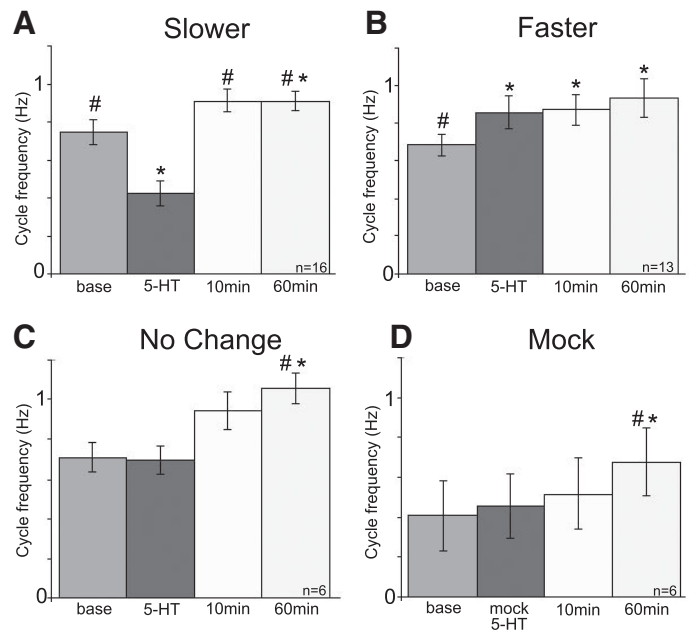 A
Slower
Cycle frequency (Hz)
1
0
#
*
#
# *
n=16
base 5-HT 10min 60min
B
Faster
Cycle frequency (Hz)
1
0
#
*
*
*
n=13
base 5-HT 10min 60min
C
No Change
Cycle frequency (Hz)
1
0
# *
n=6
base 5-HT 10min 60min
D
Mock
Cycle frequency (Hz)
1
0
# *
n=6
base mock 10min 60min
5-HT